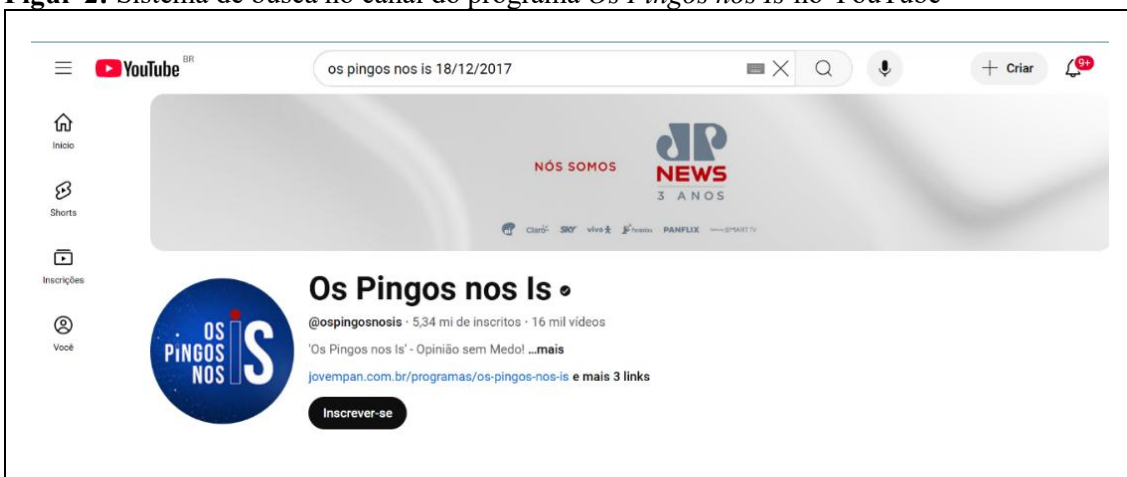 Figur 2: Sistema de busca no canal do programa Os Pingos nos Is no YouTube
YouTube BR
os pingos nos is 18/12/2017
Criar
9+
Início
Shorts
Inscrições
Você
NÓS SOMOS
JP
NEWS
3 ANOS
Claro
SKY
vivo
PANFLIX
OS
PINGOS
NOS
IS
Os Pingos nos Is
@ospingosnosis · 5,34 mi de inscritos · 16 mil vídeos
'Os Pingos nos Is' - Opinião sem Medo! ...mais
jovempan.com.br/programas/os-pingos-nos-is e mais 3 links
Inscrever-se